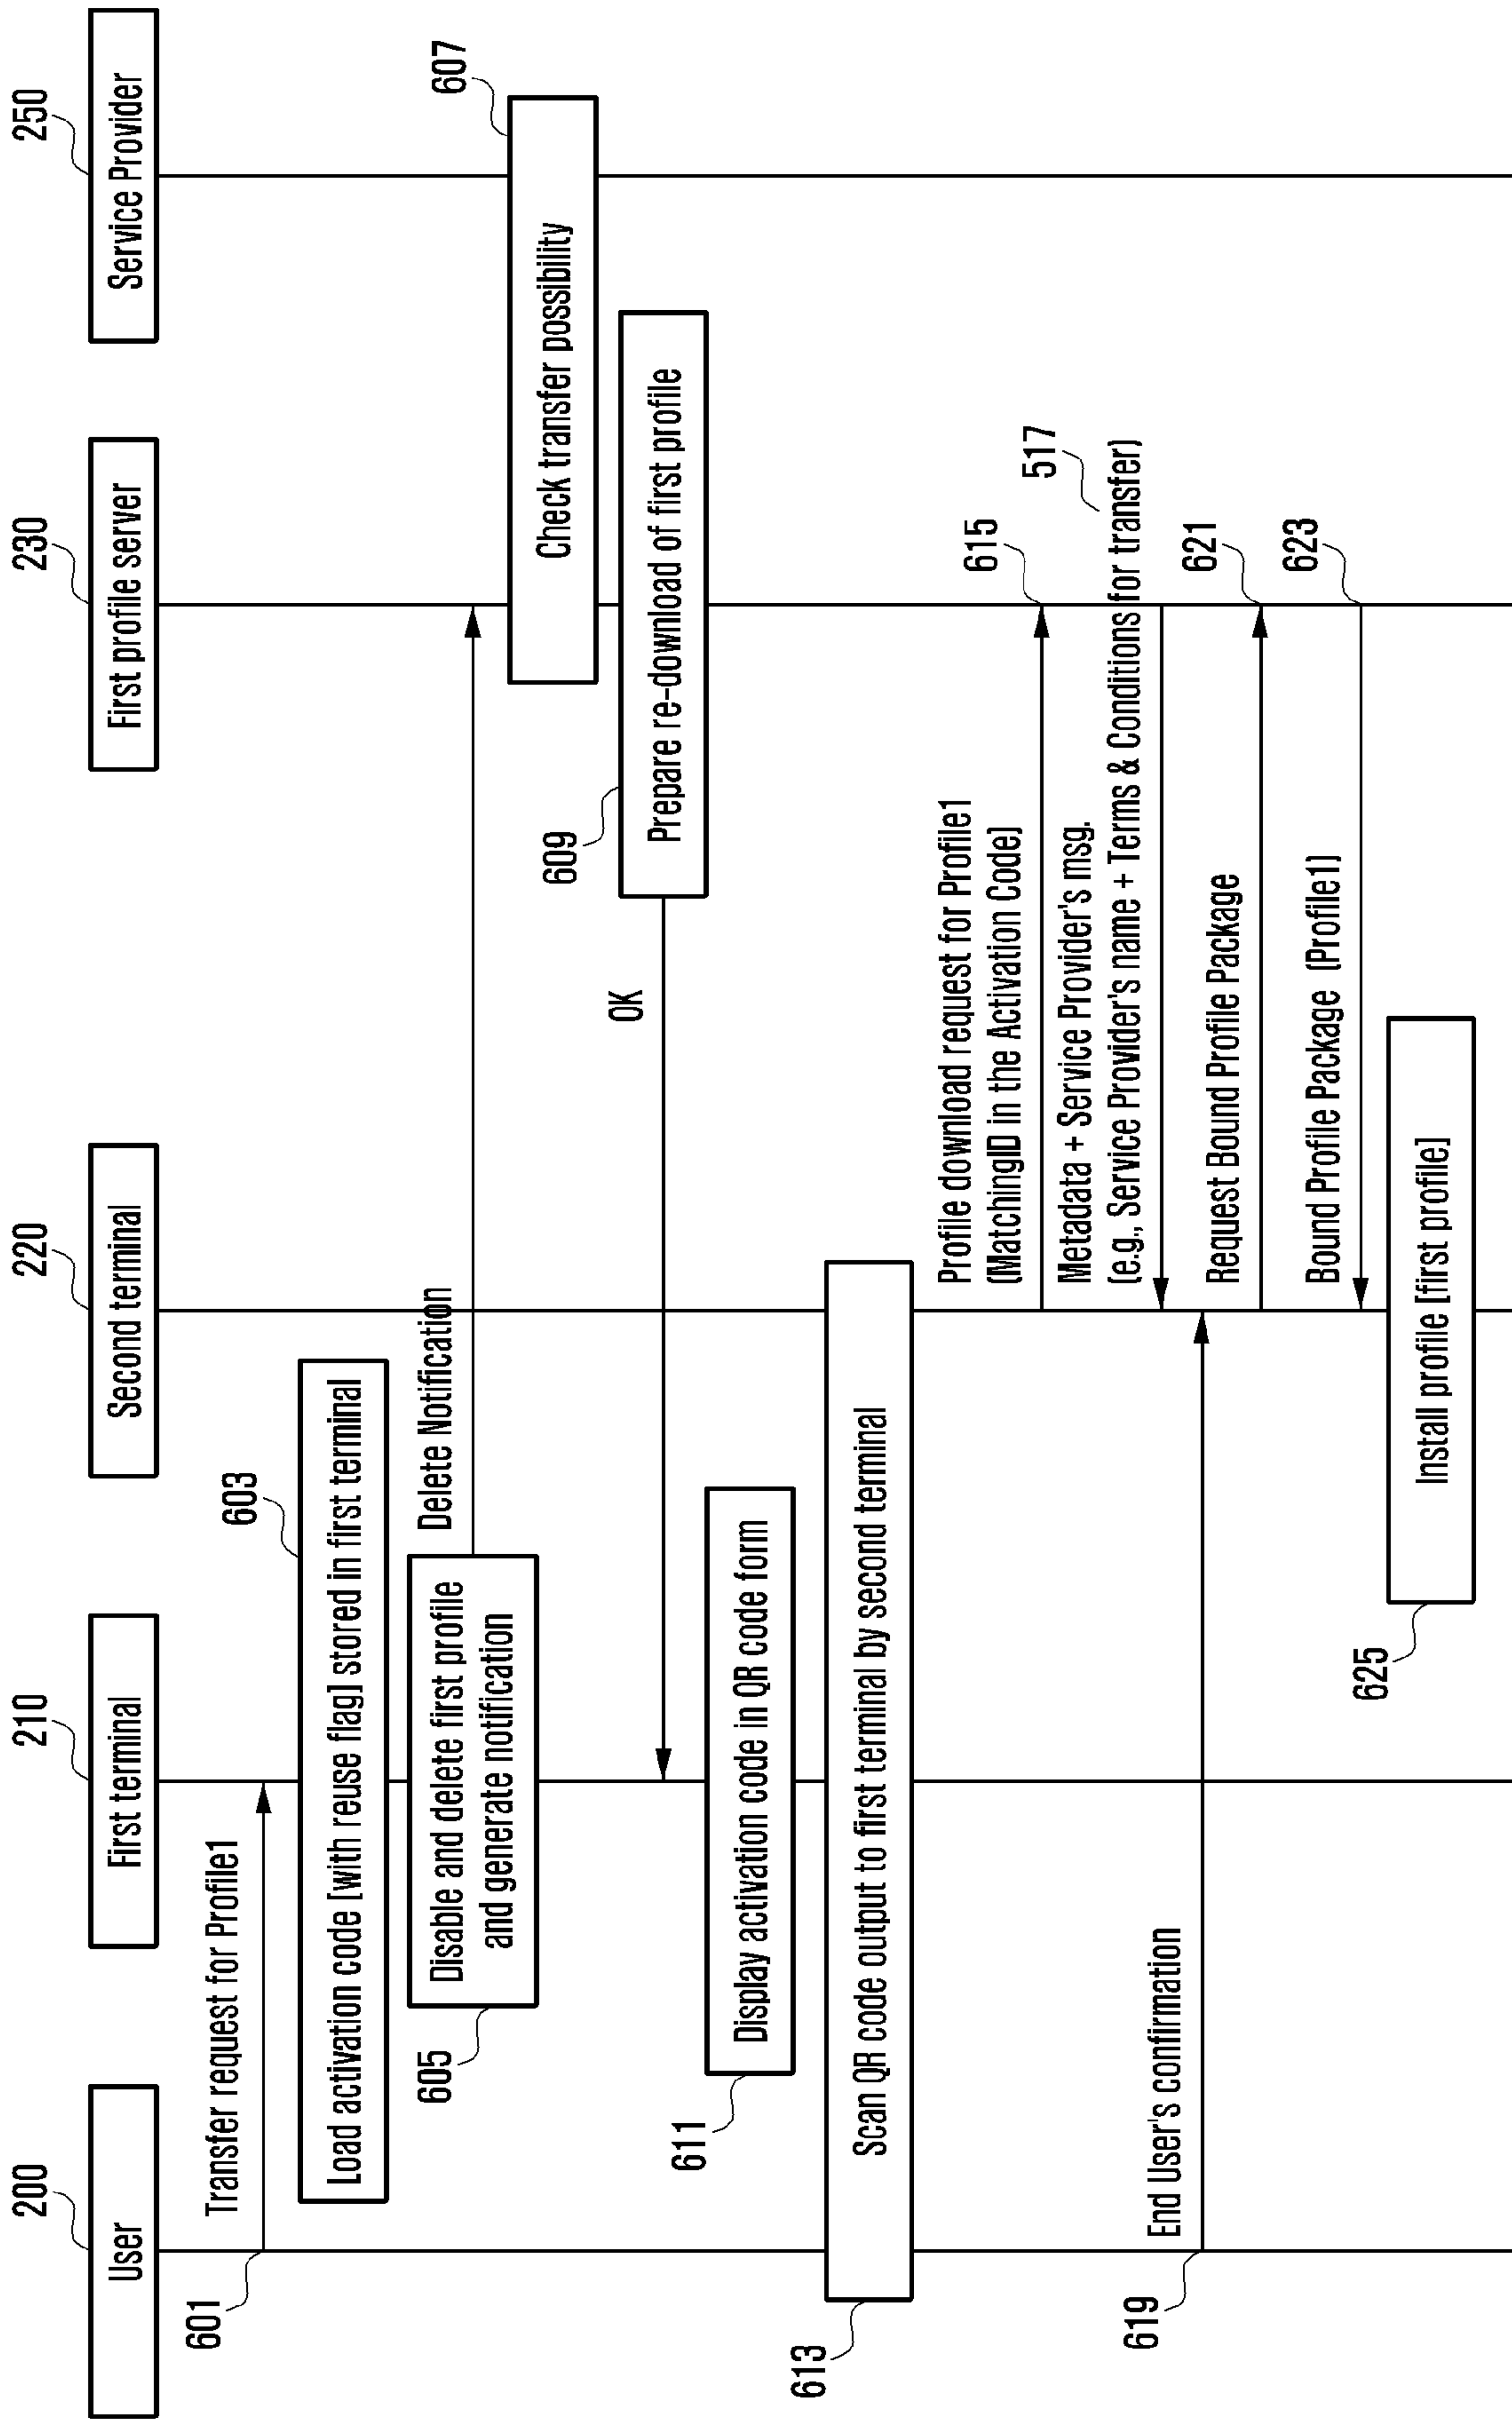 200
User
210
First terminal
220
Second terminal
230
First profile server
250
Service Provider
601
Transfer request for Profile1
603
Load activation code [with reuse flag] stored in first terminal
605
Disable and delete first profile
and generate notification
Delete Notification
607
Check transfer possibility
609
Prepare re-download of first profile
OK
611
Display activation code in QR code form
613
Scan QR code output to first terminal by second terminal
Profile download request for Profile1
(MatchingID in the Activation Code)
615
Metadata + Service Provider's msg.
(e.g., Service Provider's name + Terms & Conditions for transfer)
517
619
End User's confirmation
Request Bound Profile Package
621
Bound Profile Package (Profile1)
623
625
Install profile [first profile]